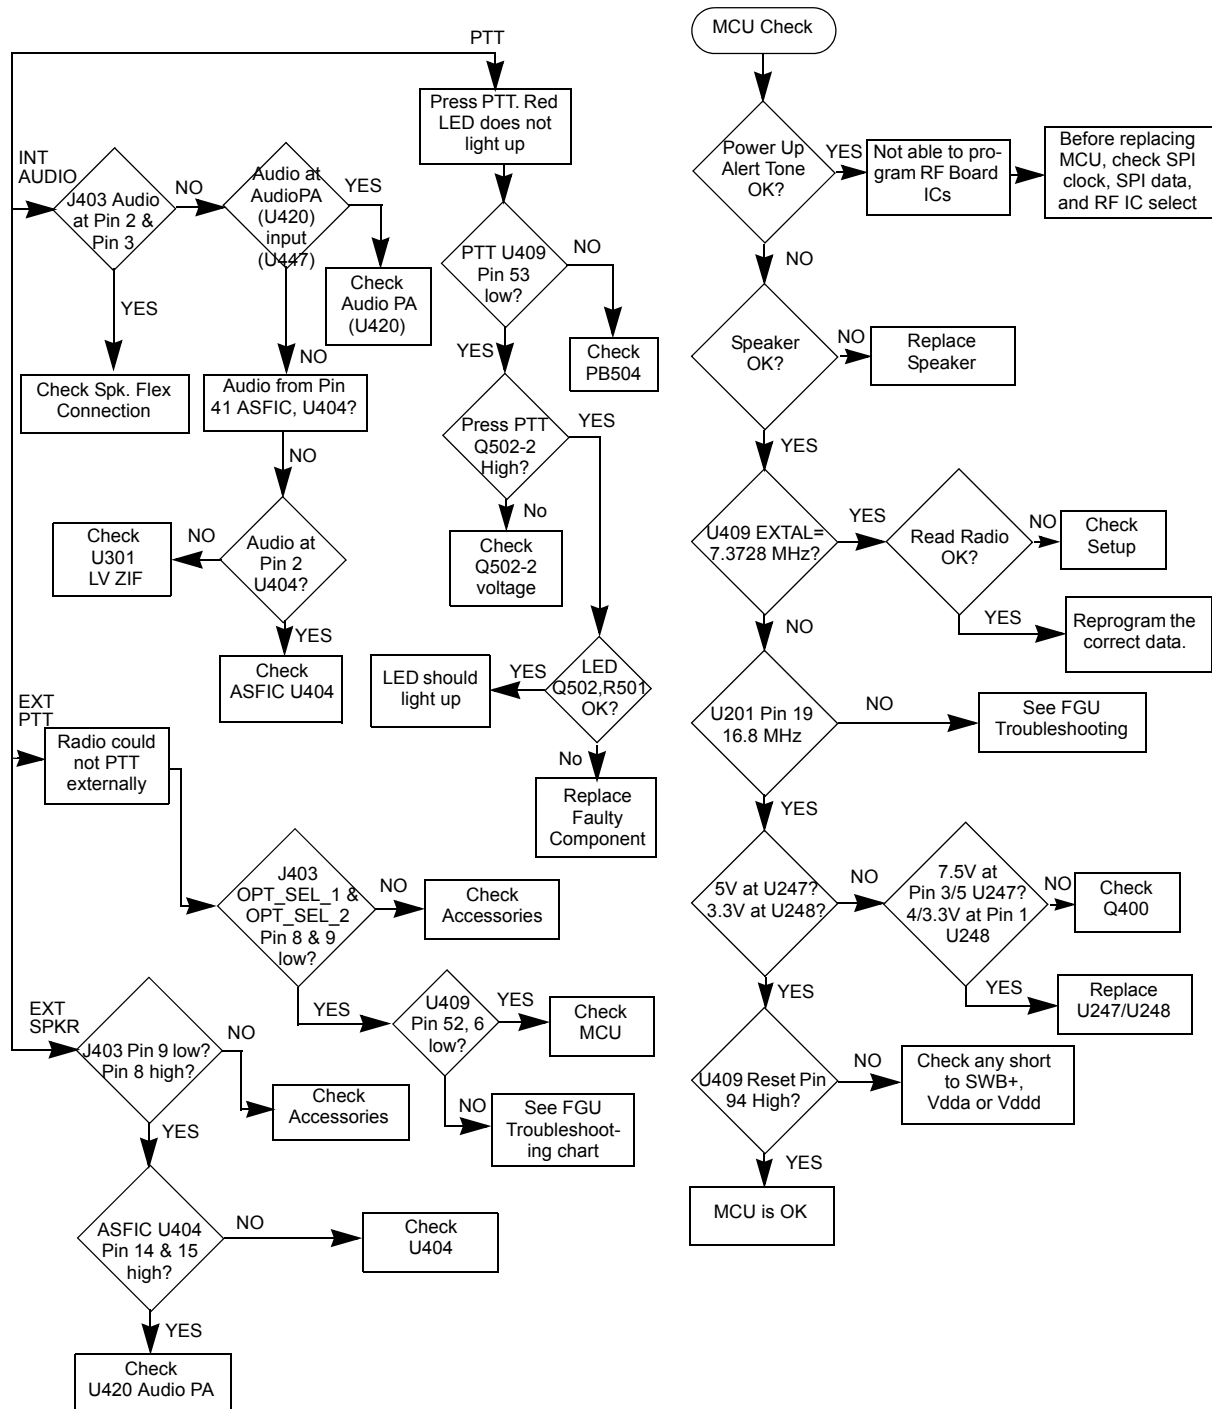 PTT
Press PTT. Red
LED does not
light up
INT
AUDIO
J403 Audio
at Pin 2 &
Pin 3
NO
Audio at
AudioPA
(U420)
input
(U447)
YES
Check
Audio PA
(U420)
YES
Check Spk. Flex
Connection
NO
Audio from Pin
41 ASFIC, U404?
NO
Audio at
Pin 2
U404?
NO
Check
U301
LV ZIF
YES
Check
ASFIC U404
PTT U409
Pin 53
low?
NO
Check
PB504
YES
Press PTT
Q502-2
High?
YES
No
Check
Q502-2
voltage
LED
Q502,R501
OK?
YES
LED should
light up
No
Replace
Faulty
Component
EXT
PTT
Radio could
not PTT
externally
J403
OPT_SEL_1 &
OPT_SEL_2
Pin 8 & 9
low?
NO
Check
Accessories
YES
U409
Pin 52, 6
low?
YES
Check
MCU
NO
See FGU
Troubleshoot-
ing chart
EXT
SPKR
J403 Pin 9 low?
Pin 8 high?
NO
Check
Accessories
YES
ASFIC U404
Pin 14 & 15
high?
NO
Check
U404
YES
Check
U420 Audio PA
MCU Check
Power Up
Alert Tone
OK?
YES
Not able to pro-
gram RF Board
ICs
Before replacing
MCU, check SPI
clock, SPI data,
and RF IC select
NO
Speaker
OK?
NO
Replace
Speaker
YES
U409 EXTAL=
7.3728 MHz?
YES
Read Radio
OK?
NO
Check
Setup
YES
Reprogram the
correct data.
NO
U201 Pin 19
16.8 MHz
NO
See FGU
Troubleshooting
YES
5V at U247?
3.3V at U248?
NO
7.5V at
Pin 3/5 U247?
4/3.3V at Pin 1
U248
NO
Check
Q400
YES
Replace
U247/U248
YES
U409 Reset Pin
94 High?
NO
Check any short
to SWB+,
Vdda or Vddd
YES
MCU is OK